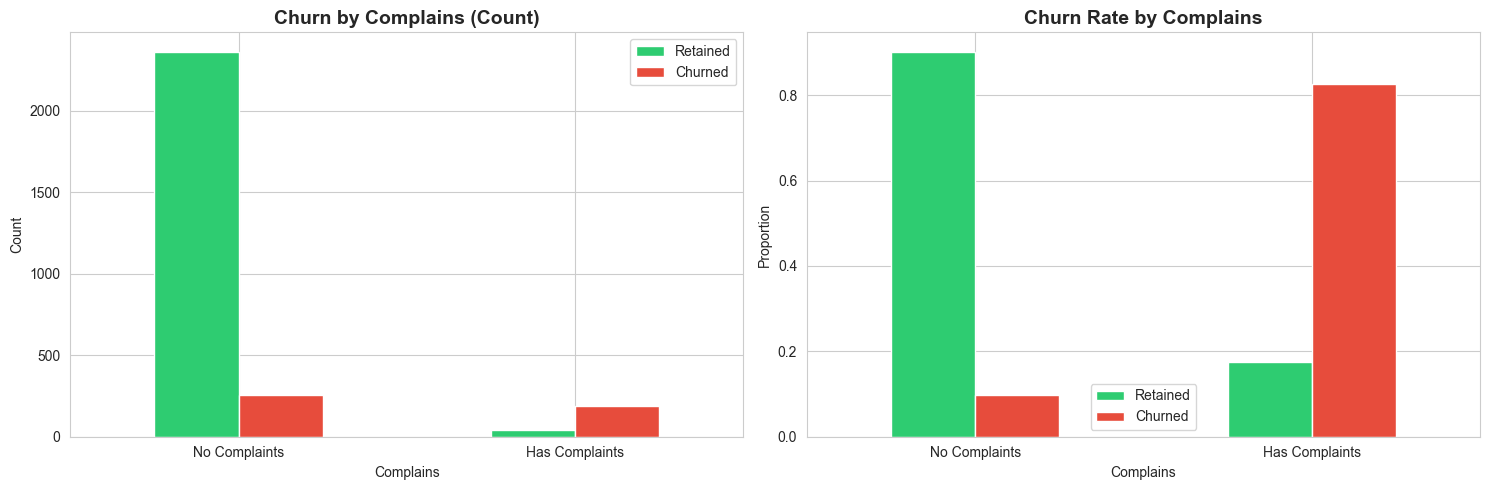 Churn by Complains (Count)
Retained
Churned
2000
1500
1000
500
0
Count
No Complaints
Has Complaints
Complains
Churn Rate by Complains
0.8
0.6
0.4
0.2
0.0
Proportion
Retained
Churned
No Complaints
Has Complaints
Complains